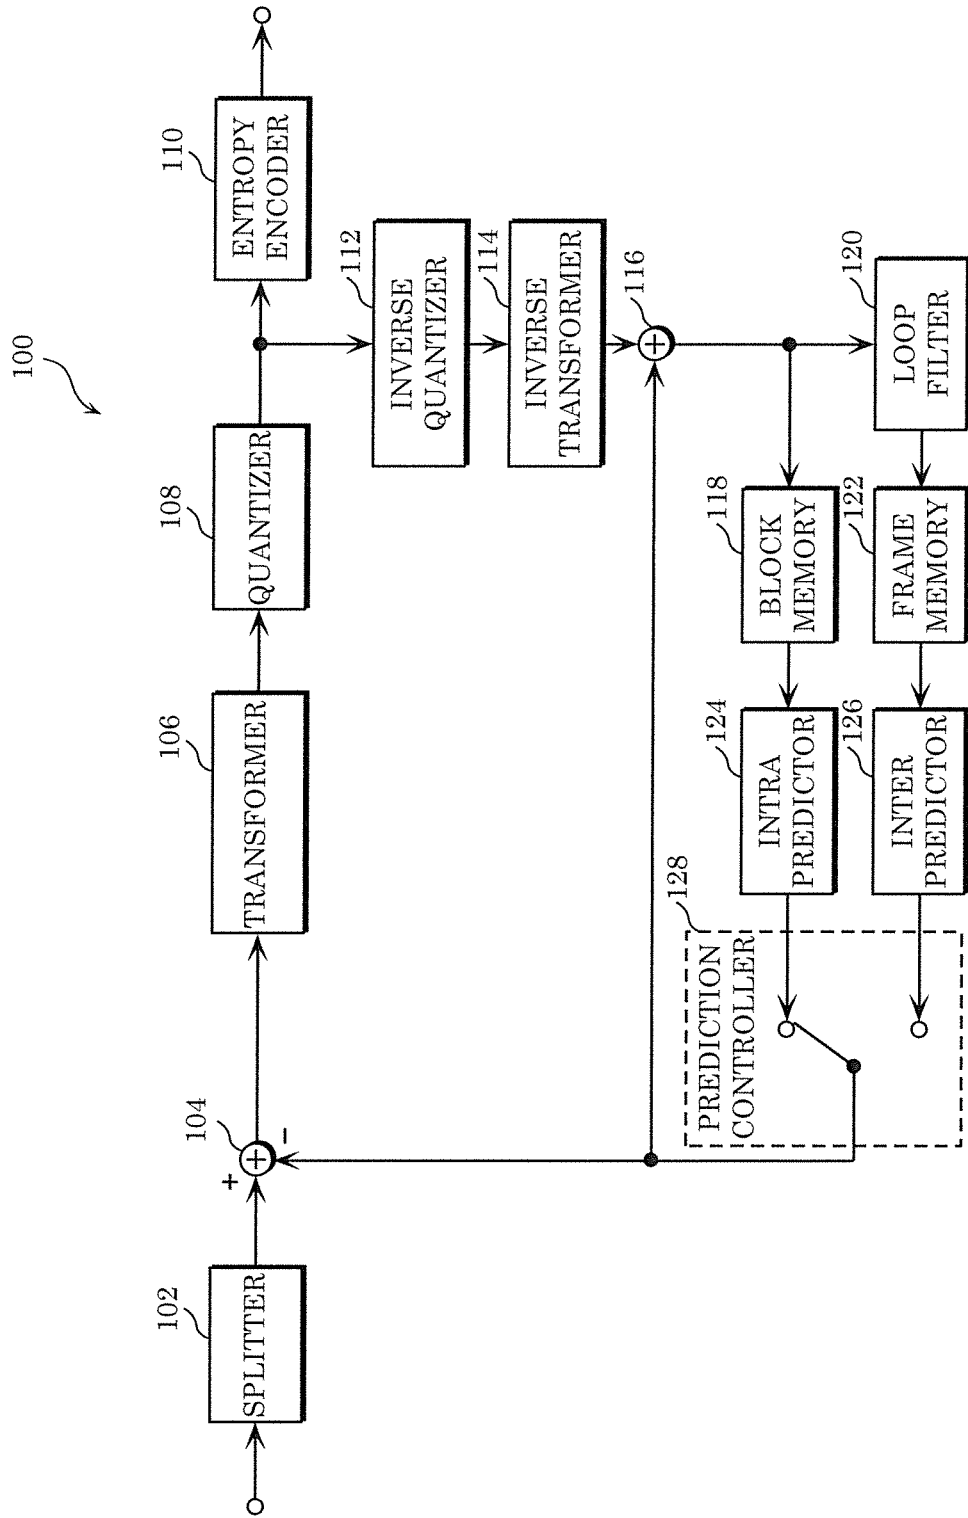 100
102
SPLITTER
104
+
−
106
TRANSFORMER
108
QUANTIZER
110
ENTROPY
ENCODER
112
INVERSE
QUANTIZER
114
INVERSE
TRANSFORMER
116
128
PREDICTION
CONTROLLER
124
INTRA
PREDICTOR
118
BLOCK
MEMORY
120
LOOP
FILTER
126
INTER
PREDICTOR
122
FRAME
MEMORY